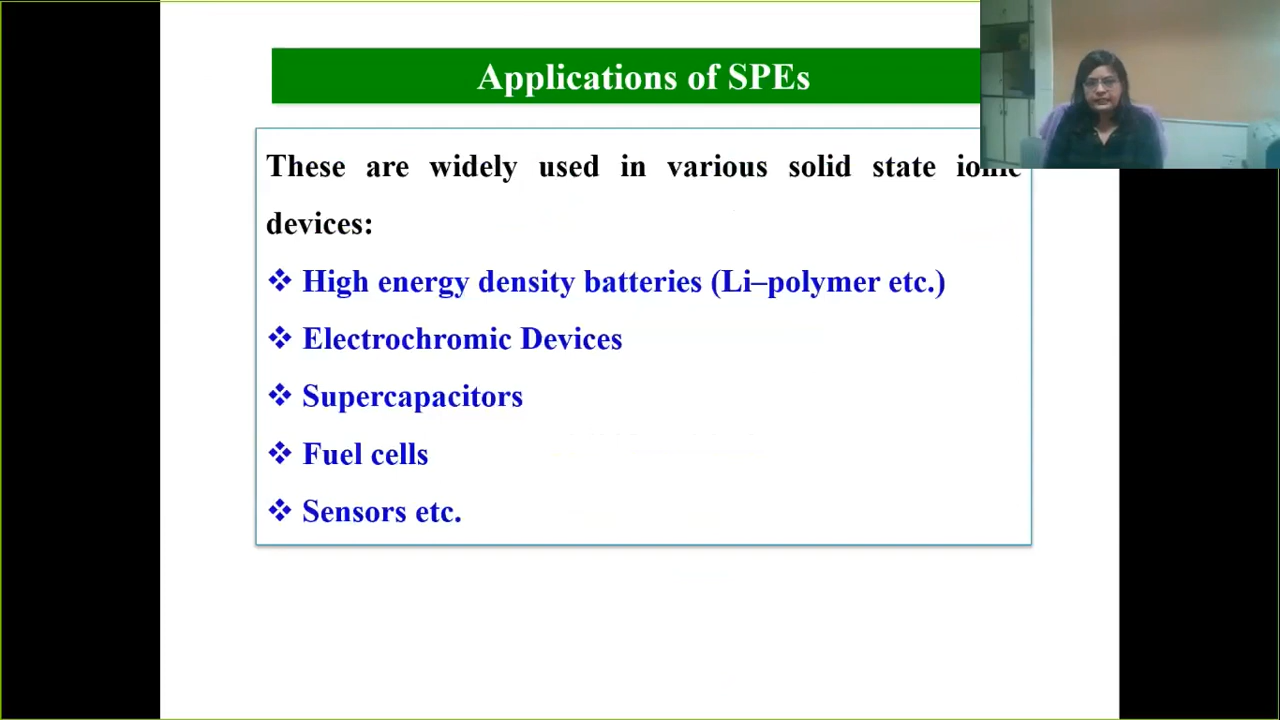 Applications of SPEs
These are widely used in various solid state ionic
devices:
❖ High energy density batteries (Li–polymer etc.)
❖ Electrochromic Devices
❖ Supercapacitors
❖ Fuel cells
❖ Sensors etc.